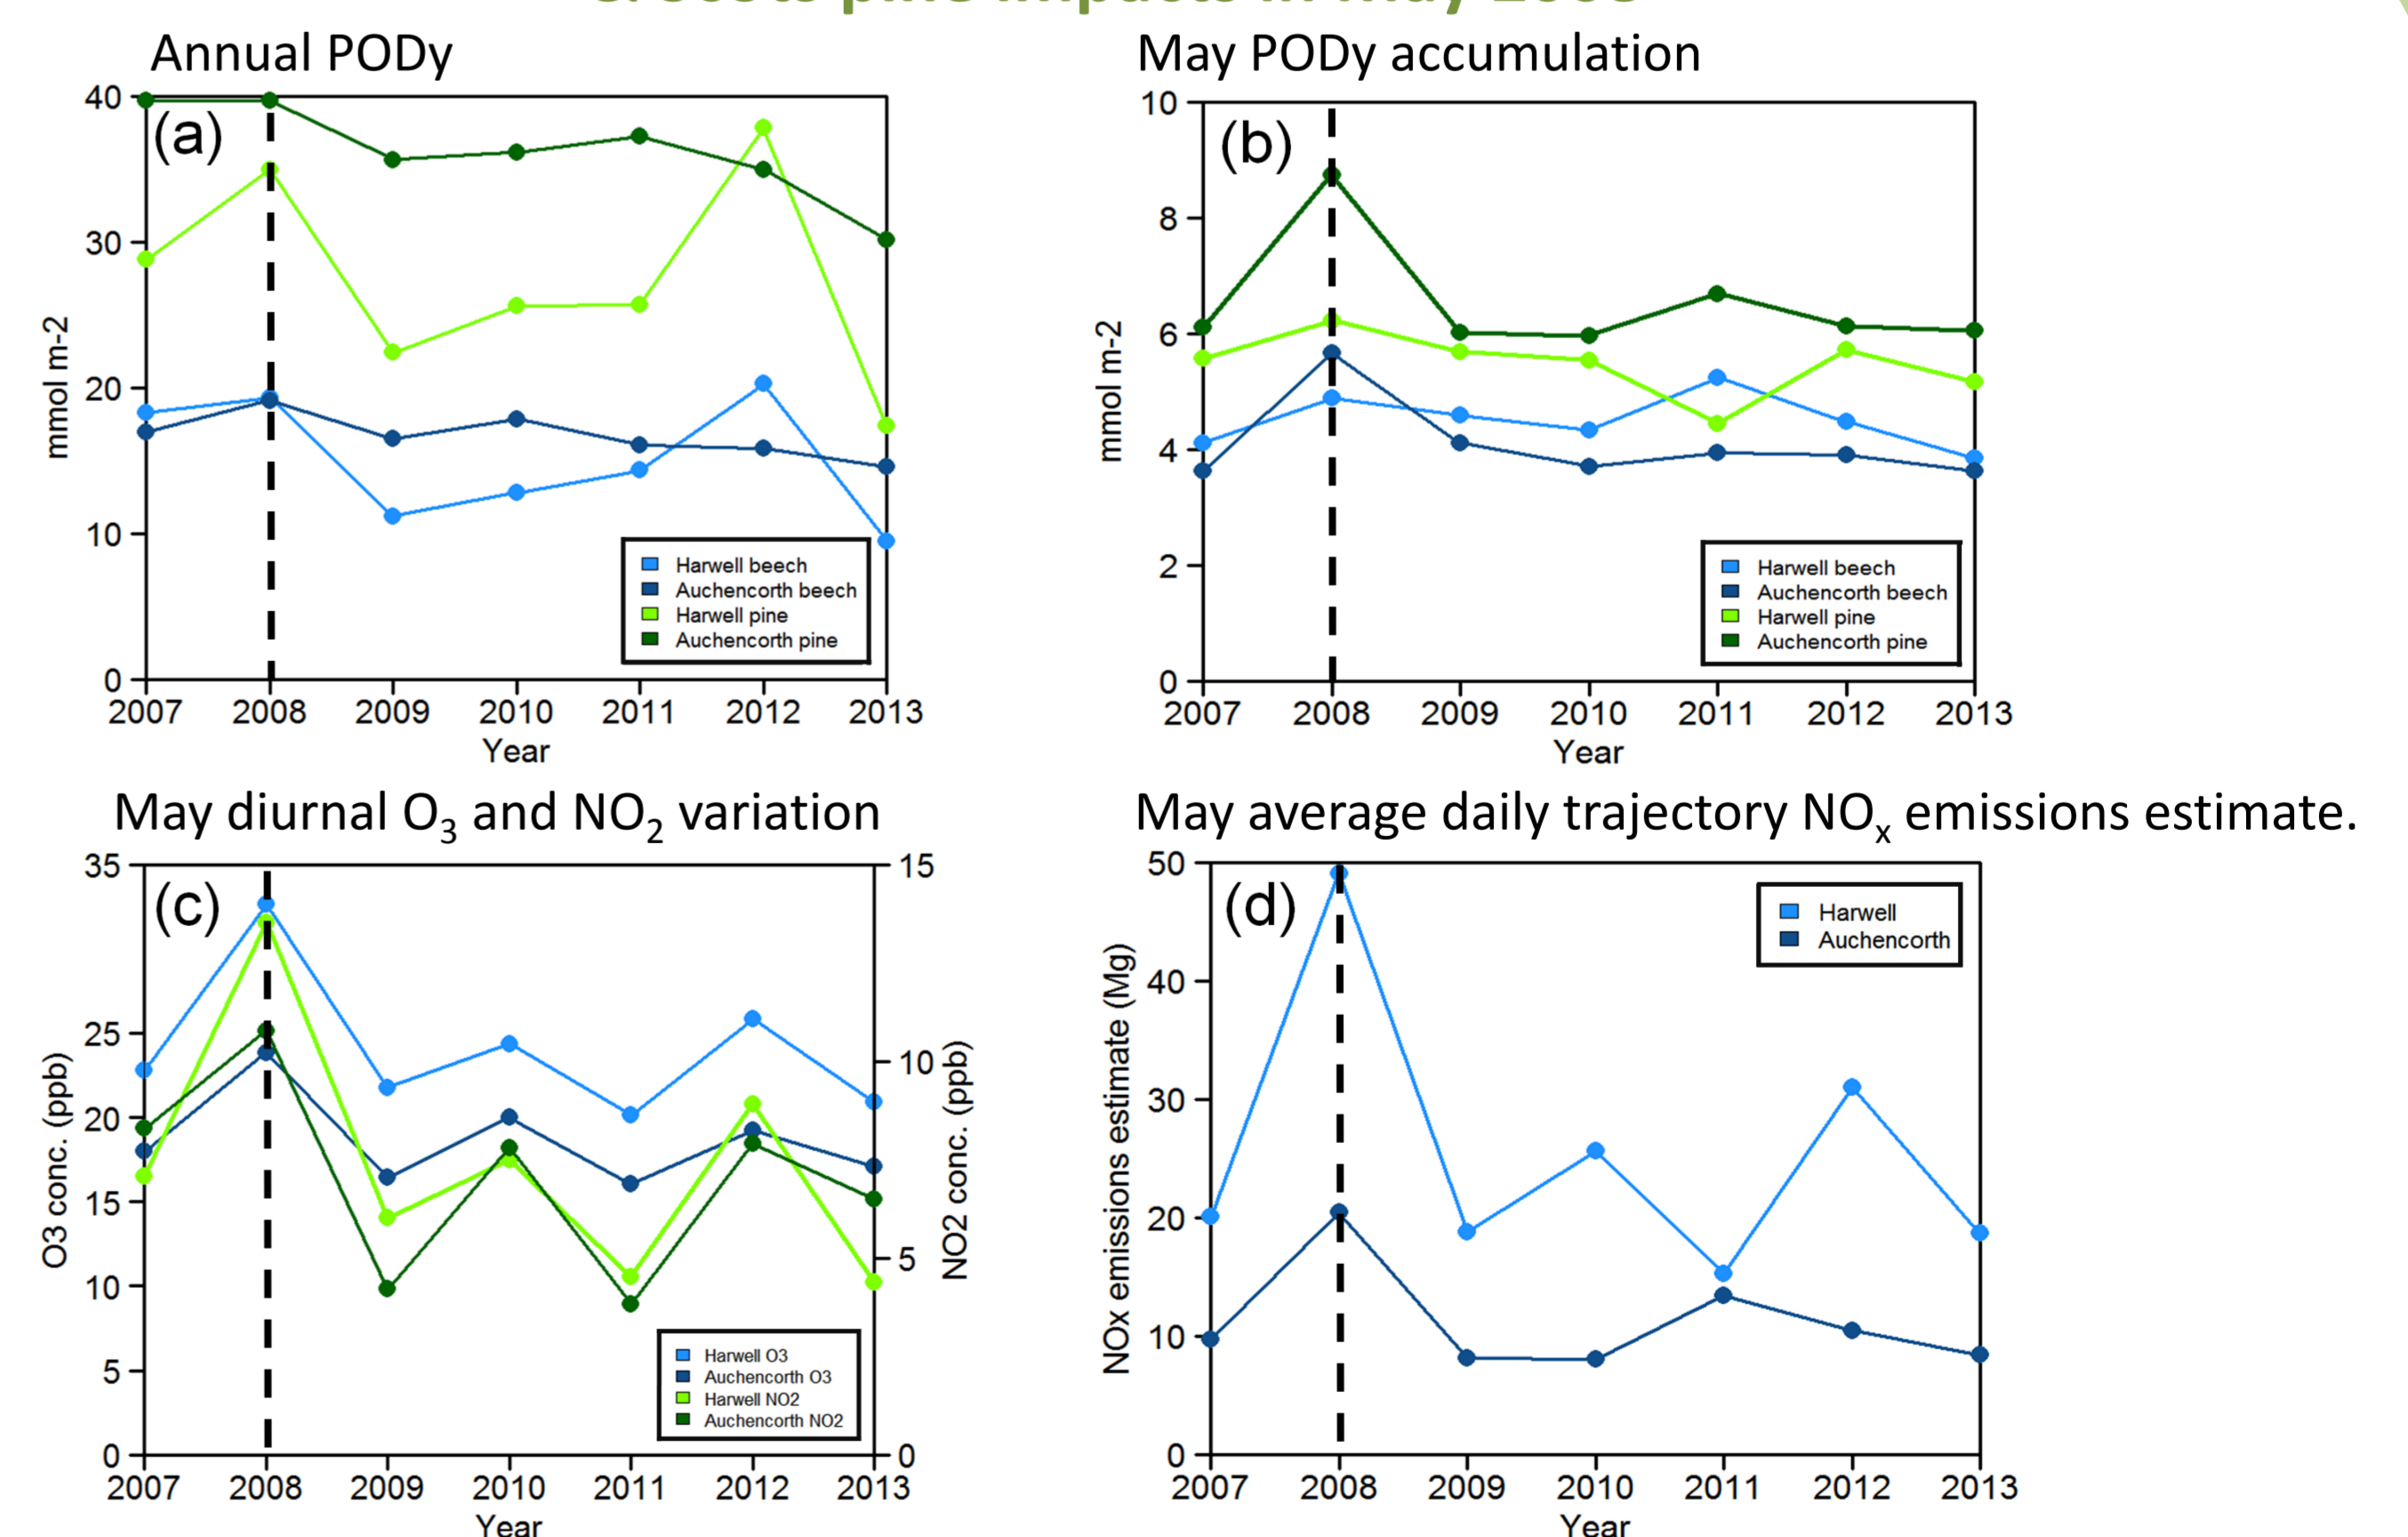 & Scots pine impacts in May 2008
Annual PODy
May PODy accumulation
40
30
20
10
0
mmol m-2
(a)
Harwell beech
Auchencorth beech
Harwell pine
Auchencorth pine
2007 2008 2009 2010 2011 2012 2013
Year
10
8
6
4
2
0
mmol m-2
(b)
Harwell beech
Auchencorth beech
Harwell pine
Auchencorth pine
2007 2008 2009 2010 2011 2012 2013
Year
May diurnal O3 and NO2 variation
May average daily trajectory NOx emissions estimate.
35
25
20
15
10
5
0
O3 conc. (ppb)
(c)
15
10
5
0
NO2 conc. (ppb)
Harwell O3
Auchencorth O3
Harwell NO2
Auchencorth NO2
2007 2008 2009 2010 2011 2012 2013
Year
50
40
30
20
10
0
NOx emissions estimate (Mg)
(d)
Harwell
Auchencorth
2007 2008 2009 2010 2011 2012 2013
Year